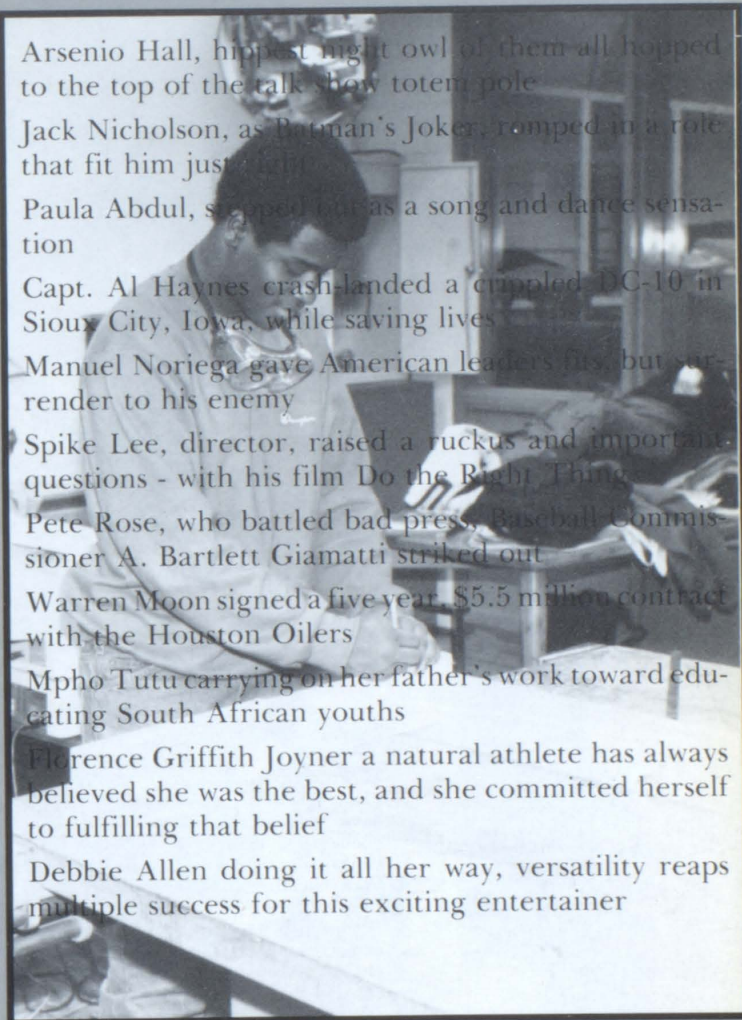 Arsenio Hall, hippest night owl of them all hopped
to the top of the talk show totem pole
Jack Nicholson, as Batman's Joker, romped in a role
that fit him just right
Paula Abdul, stepped out as a song and dance sensa-
tion
Capt. Al Haynes crash-landed a crippled DC-10 in
Sioux City, Iowa, while saving lives
Manuel Noriega gave American leaders fits, but sur-
render to his enemy
Spike Lee, director, raised a ruckus and important
questions - with his film Do the Right Thing
Pete Rose, who battled bad press, Baseball Commis-
sioner A. Bartlett Giamatti striked out
Warren Moon signed a five year, $5.5 million contract
with the Houston Oilers
Mpho Tutu carrying on her father's work toward edu-
cating South African youths
Florence Griffith Joyner a natural athlete has always
believed she was the best, and she committed herself
to fulfilling that belief
Debbie Allen doing it all her way, versatility reaps
multiple success for this exciting entertainer